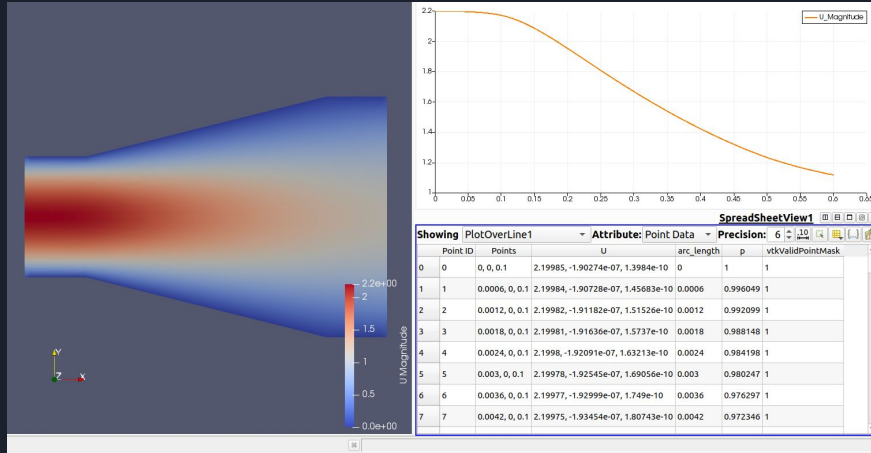 2.2
U_Magnitude
2
1.8
1.6
1.4
1.2
1
0 0.05 0.1 0.15 0.2 0.25 0.3 0.35 0.4 0.45 0.5 0.55 0.6 0.65
2.2e+00
2
1.5
1
0.5
0.0e+00
U Magnitude
Y
Z X
SpreadSheetView1
Showing PlotOverLine1 Attribute: Point Data Precision: 6
Point ID Points U arc_length p vtkValidPointMask
0 0 0, 0, 0.1 2.19985, -1.90274e-07, 1.3984e-10 0 1 1
1 1 0.0006, 0, 0.1 2.19984, -1.90728e-07, 1.45683e-10 0.0006 0.996049 1
2 2 0.0012, 0, 0.1 2.19982, -1.91182e-07, 1.51526e-10 0.0012 0.992099 1
3 3 0.0018, 0, 0.1 2.19981, -1.91636e-07, 1.5737e-10 0.0018 0.988148 1
4 4 0.0024, 0, 0.1 2.1998, -1.92091e-07, 1.63213e-10 0.0024 0.984198 1
5 5 0.003, 0, 0.1 2.19978, -1.92545e-07, 1.69056e-10 0.003 0.980247 1
6 6 0.0036, 0, 0.1 2.19977, -1.92999e-07, 1.749e-10 0.0036 0.976297 1
7 7 0.0042, 0, 0.1 2.19975, -1.93454e-07, 1.80743e-10 0.0042 0.972346 1